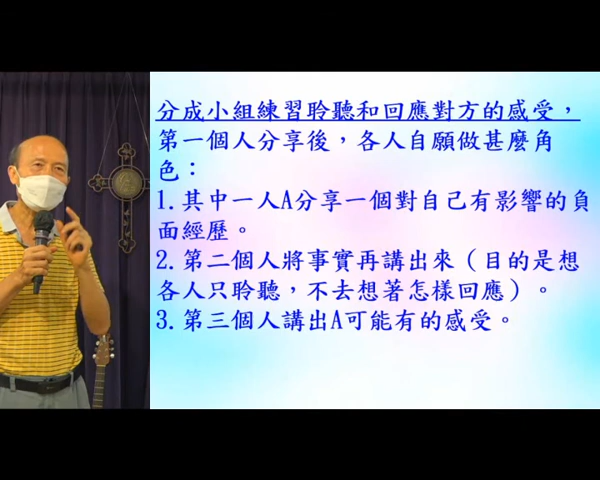 分成小組練習聆聽和回應對方的感受，
第一個人分享後，各人自願做甚麼角
色：
1.其中一人A分享一個對自己有影響的負
面經歷。
2.第二個人將事實再講出來（目的是想
各人只聆聽，不去想著怎樣回應）。
3.第三個人講出A可能有的感受。